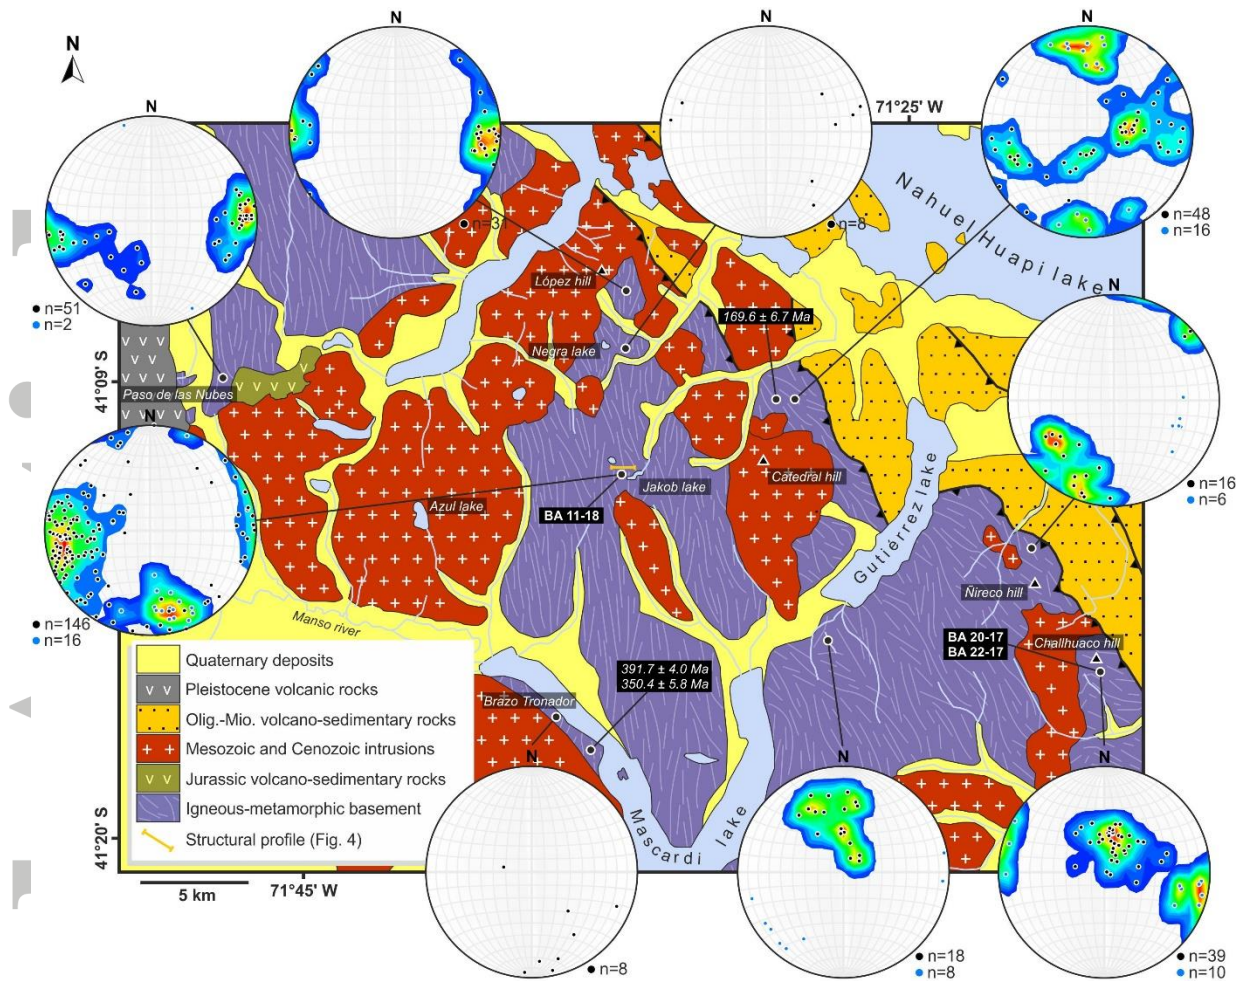 N
N
N
N
71°25' W
N
n=31
n=8
n=48
n=16
Nahuel Huapi lake
López hill
N
n=51
n=2
169.6 ± 6.7 Ma
Negra lake
41°09' S
Paso de las Nubes
N
Catedral hill
Jakob lake
Azul lake
BA 11-18
n=16
n=6
Gutiérrez lake
Ñireco hill
n=146
n=16
Manso river
BA 20-17
BA 22-17
Challhuaco hill
Quaternary deposits
Pleistocene volcanic rocks
Olig.-Mio. volcano-sedimentary rocks
Mesozoic and Cenozoic intrusions
Jurassic volcano-sedimentary rocks
Igneous-metamorphic basement
Structural profile (Fig. 4)
391.7 ± 4.0 Ma
350.4 ± 5.8 Ma
Brazo Tronador
N
N
N
Mascardi lake
41°20' S
5 km
71°45' W
n=8
n=18
n=8
n=39
n=10